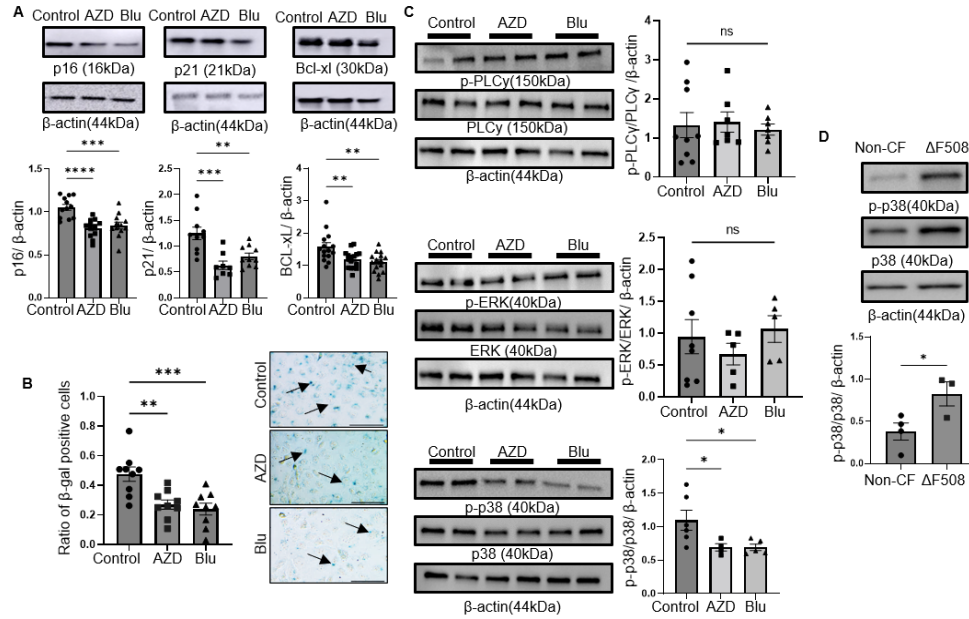 A
Control AZD Blu
p16 (16kDa)
β-actin(44kDa)
Control AZD Blu
p21 (21kDa)
β-actin(44kDa)
Control AZD Blu
Bcl-xl (30kDa)
β-actin(44kDa)
p16/ β-actin
1.5
1.0
0.5
0.0
****
***
Control AZD Blu
p21/ β-actin
2.5
2.0
1.5
1.0
0.5
0.0
***
**
Control AZD Blu
BCL-xL/ β-actin
4
3
2
1
0
**
**
Control AZD Blu
B
Ratio of β-gal positive cells
1.0
0.8
0.6
0.4
0.2
0.0
***
**
Control AZD Blu
Control
AZD
Blu
C
Control AZD Blu
p-PLCγ(150kDa)
PLCγ (150kDa)
β-actin(44kDa)
p-PLCγ/PLCγ /β-actin
4
3
2
1
0
ns
Control AZD Blu
Control AZD Blu
p-ERK(40kDa)
ERK (40kDa)
β-actin(44kDa)
p-ERK/ERK/ β-actin
2.5
2.0
1.5
1.0
0.5
0.0
ns
Control AZD Blu
Control AZD Blu
p-p38 (40kDa)
p38 (40kDa)
β-actin(44kDa)
p-p38/p38/ β-actin
2.0
1.5
1.0
0.5
0.0
*
*
Control AZD Blu
D
Non-CF ΔF508
p-p38(40kDa)
p38 (40kDa)
β-actin(44kDa)
p-p38/p38/ β-actin
1.5
1.0
0.5
0.0
*
Non-CF ΔF508